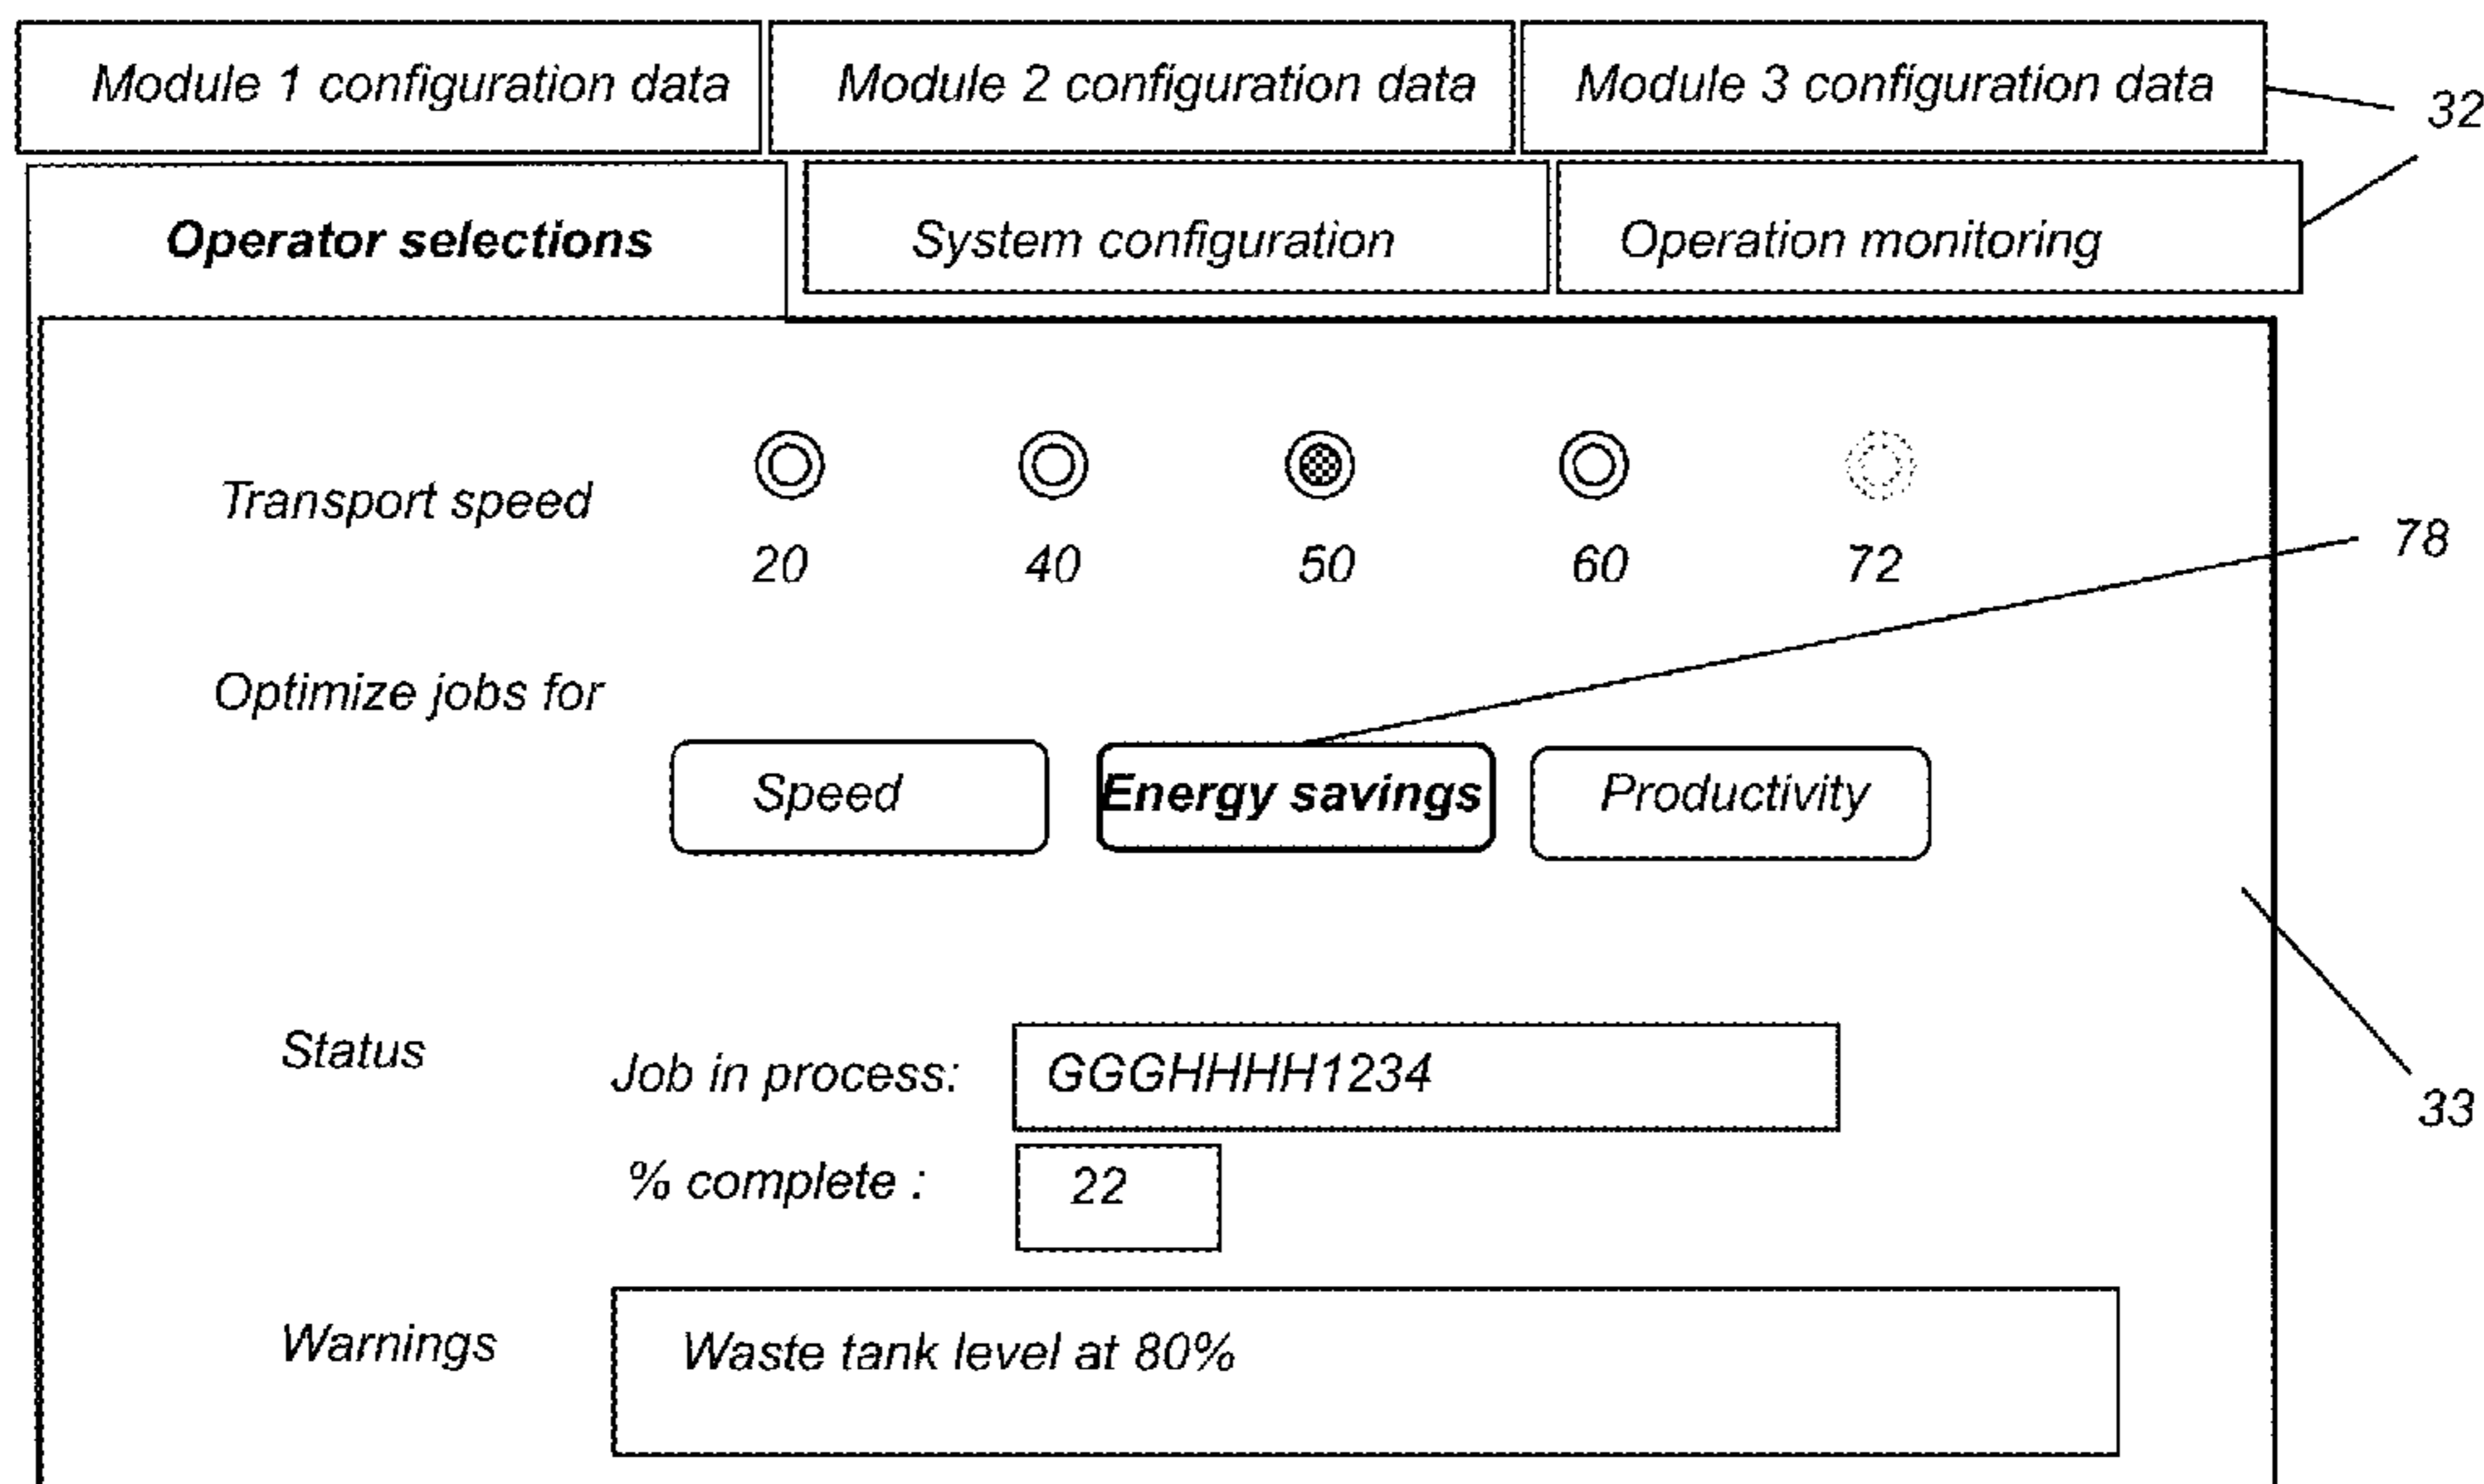 Module 1 configuration data Module 2 configuration data Module 3 configuration data
32
Operator selections System configuration Operation monitoring
Transport speed
20 40 50 60 72
78
Optimize jobs for
Speed Energy savings Productivity
Status
Job in process: GGGHHHH1234
33
% complete : 22
Warnings Waste tank level at 80%